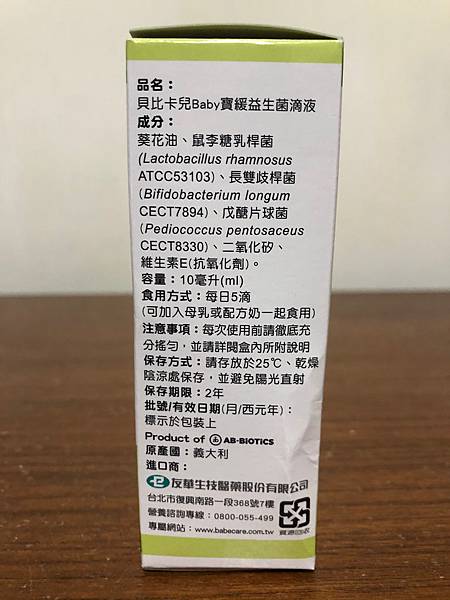 品名：
貝比卡兒Baby寶緩益生菌滴液
成分：
葵花油、鼠李糖乳桿菌
(Lactobacillus rhamnosus
ATCC53103)、長雙歧桿菌
(Bifidobacterium longum
CECT7894)、戊醣片球菌
(Pediococcus pentosaceus
CECT8330)、二氧化矽、
維生素E(抗氧化劑)。
容量：10毫升(ml)
食用方式：每日5滴
(可加入母乳或配方奶一起食用)
注意事項：每次使用前請徹底充
分搖勻，並請詳閱盒內所附說明
保存方式：請存放於25℃、乾燥
陰涼處保存，並避免陽光直射
保存期限：2年
批號/有效日期(月/西元年)：
標示於包裝上
Product of AB-BIOTICS
原產國：義大利
進口商：
友華生技醫藥股份有限公司
台北市復興南路一段368號7樓
營養諮詢專線：0800-055-499
專屬網站：www.babecare.com.tw
資源回收